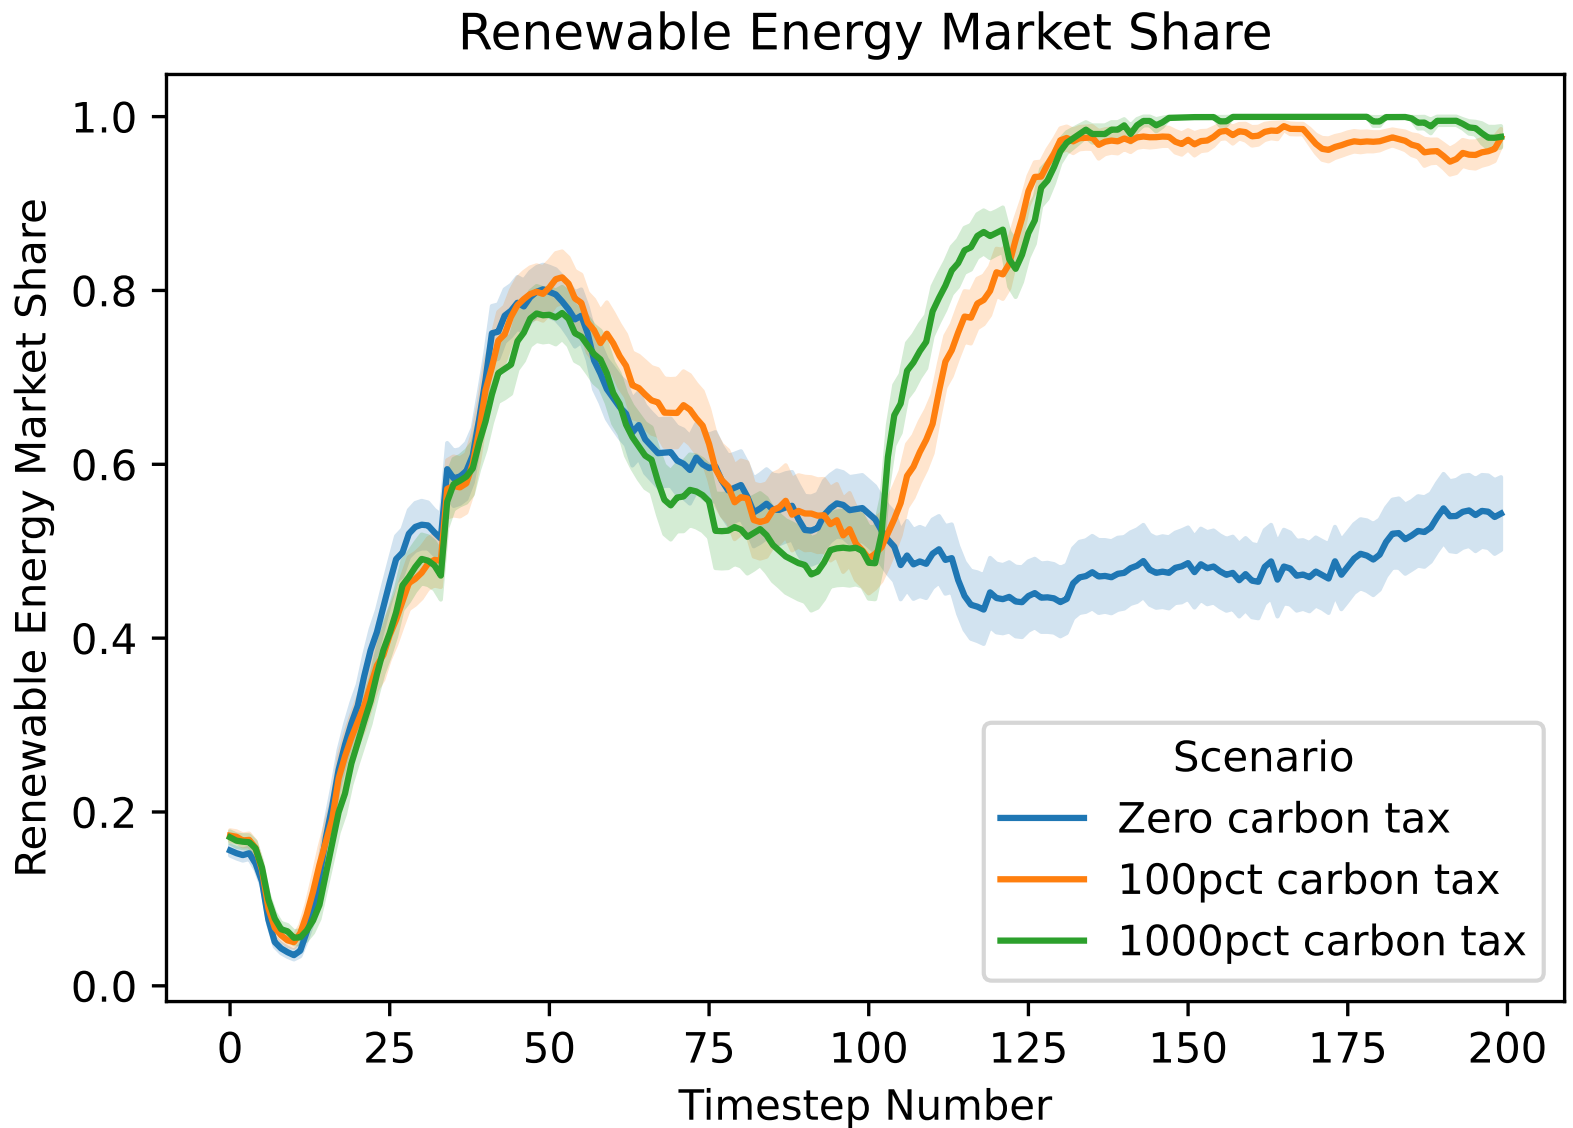 Renewable Energy Market Share
Renewable Energy Market Share
1.0
0.8
0.6
0.4
0.2
0.0
Scenario
Zero carbon tax
100pct carbon tax
1000pct carbon tax
0 25 50 75 100 125 150 175 200
Timestep Number